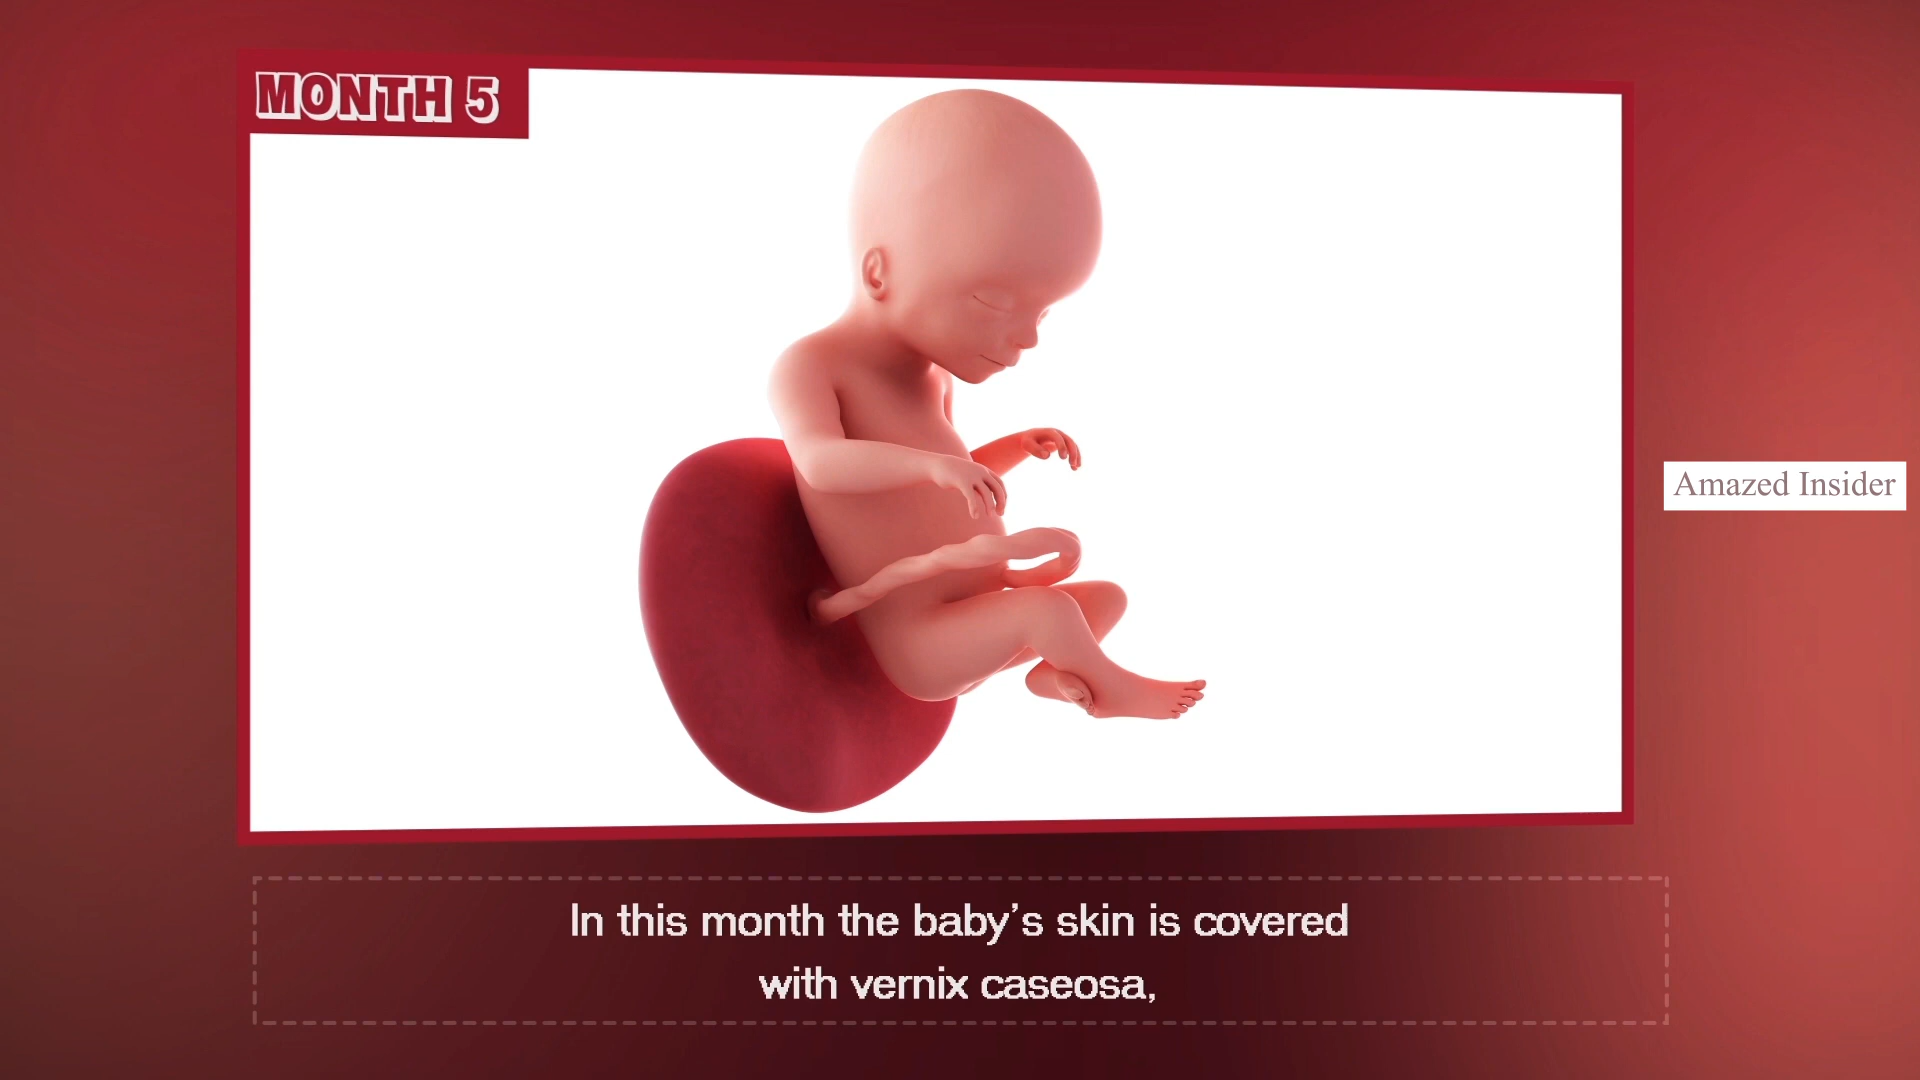 MONTH 5
Amazed Insider
In this month the baby's skin is covered
with vernix caseosa,